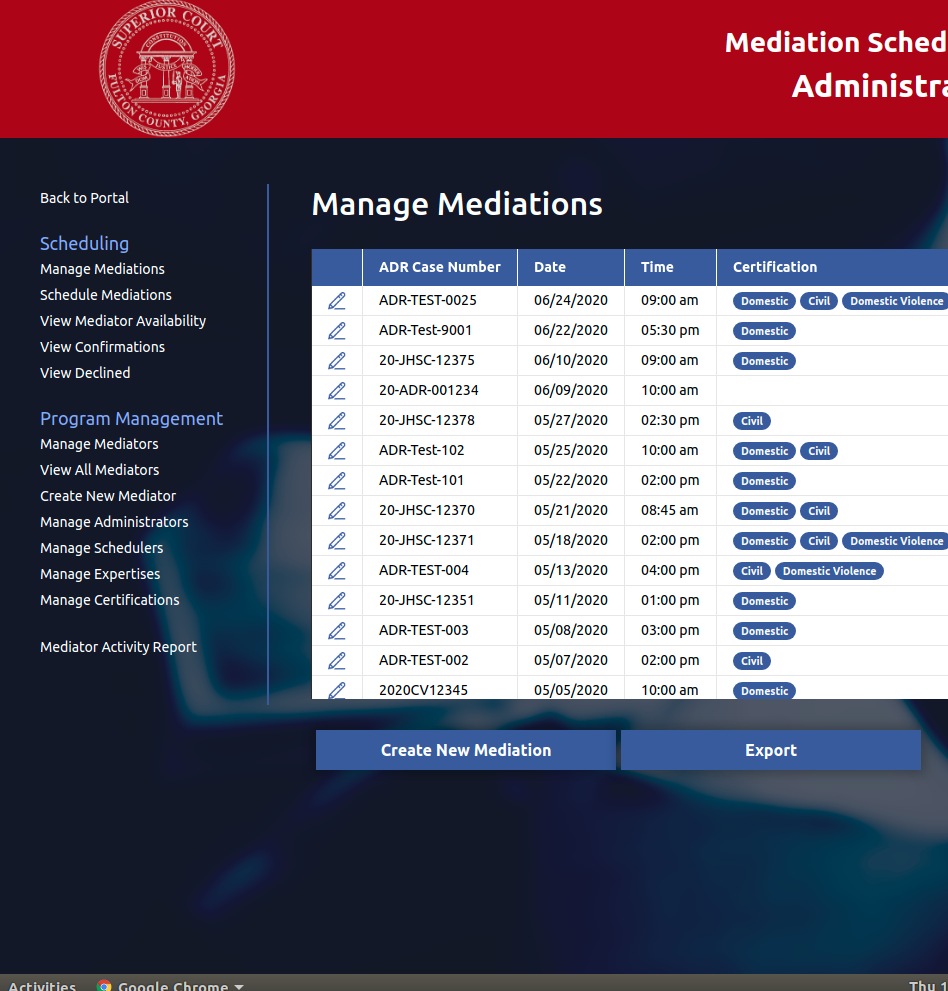 SUPERIOR COURT
CONSTITUTION
FULTON COUNTY, GEORGIA
Mediation Sched
Administra
Back to Portal
Scheduling
Manage Mediations
Schedule Mediations
View Mediator Availability
View Confirmations
View Declined
Program Management
Manage Mediators
View All Mediators
Create New Mediator
Manage Administrators
Manage Schedulers
Manage Expertises
Manage Certifications
Mediator Activity Report
Manage Mediations
ADR Case Number Date Time Certification
ADR-TEST-0025 06/24/2020 09:00 am Domestic Civil Domestic Violence
ADR-Test-9001 06/22/2020 05:30 pm Domestic
20-JHSC-12375 06/10/2020 09:00 am Domestic
20-ADR-001234 06/09/2020 10:00 am
20-JHSC-12378 05/27/2020 02:30 pm Civil
ADR-Test-102 05/25/2020 10:00 am Domestic Civil
ADR-Test-101 05/22/2020 02:00 pm Domestic
20-JHSC-12370 05/21/2020 08:45 am Domestic Civil
20-JHSC-12371 05/18/2020 02:00 pm Domestic Civil Domestic Violence
ADR-TEST-004 05/13/2020 04:00 pm Civil Domestic Violence
20-JHSC-12351 05/11/2020 01:00 pm Domestic
ADR-TEST-003 05/08/2020 03:00 pm Domestic
ADR-TEST-002 05/07/2020 02:00 pm Civil
2020CV12345 05/05/2020 10:00 am Domestic
Create New Mediation Export
Activities Google Chrome Thu 1